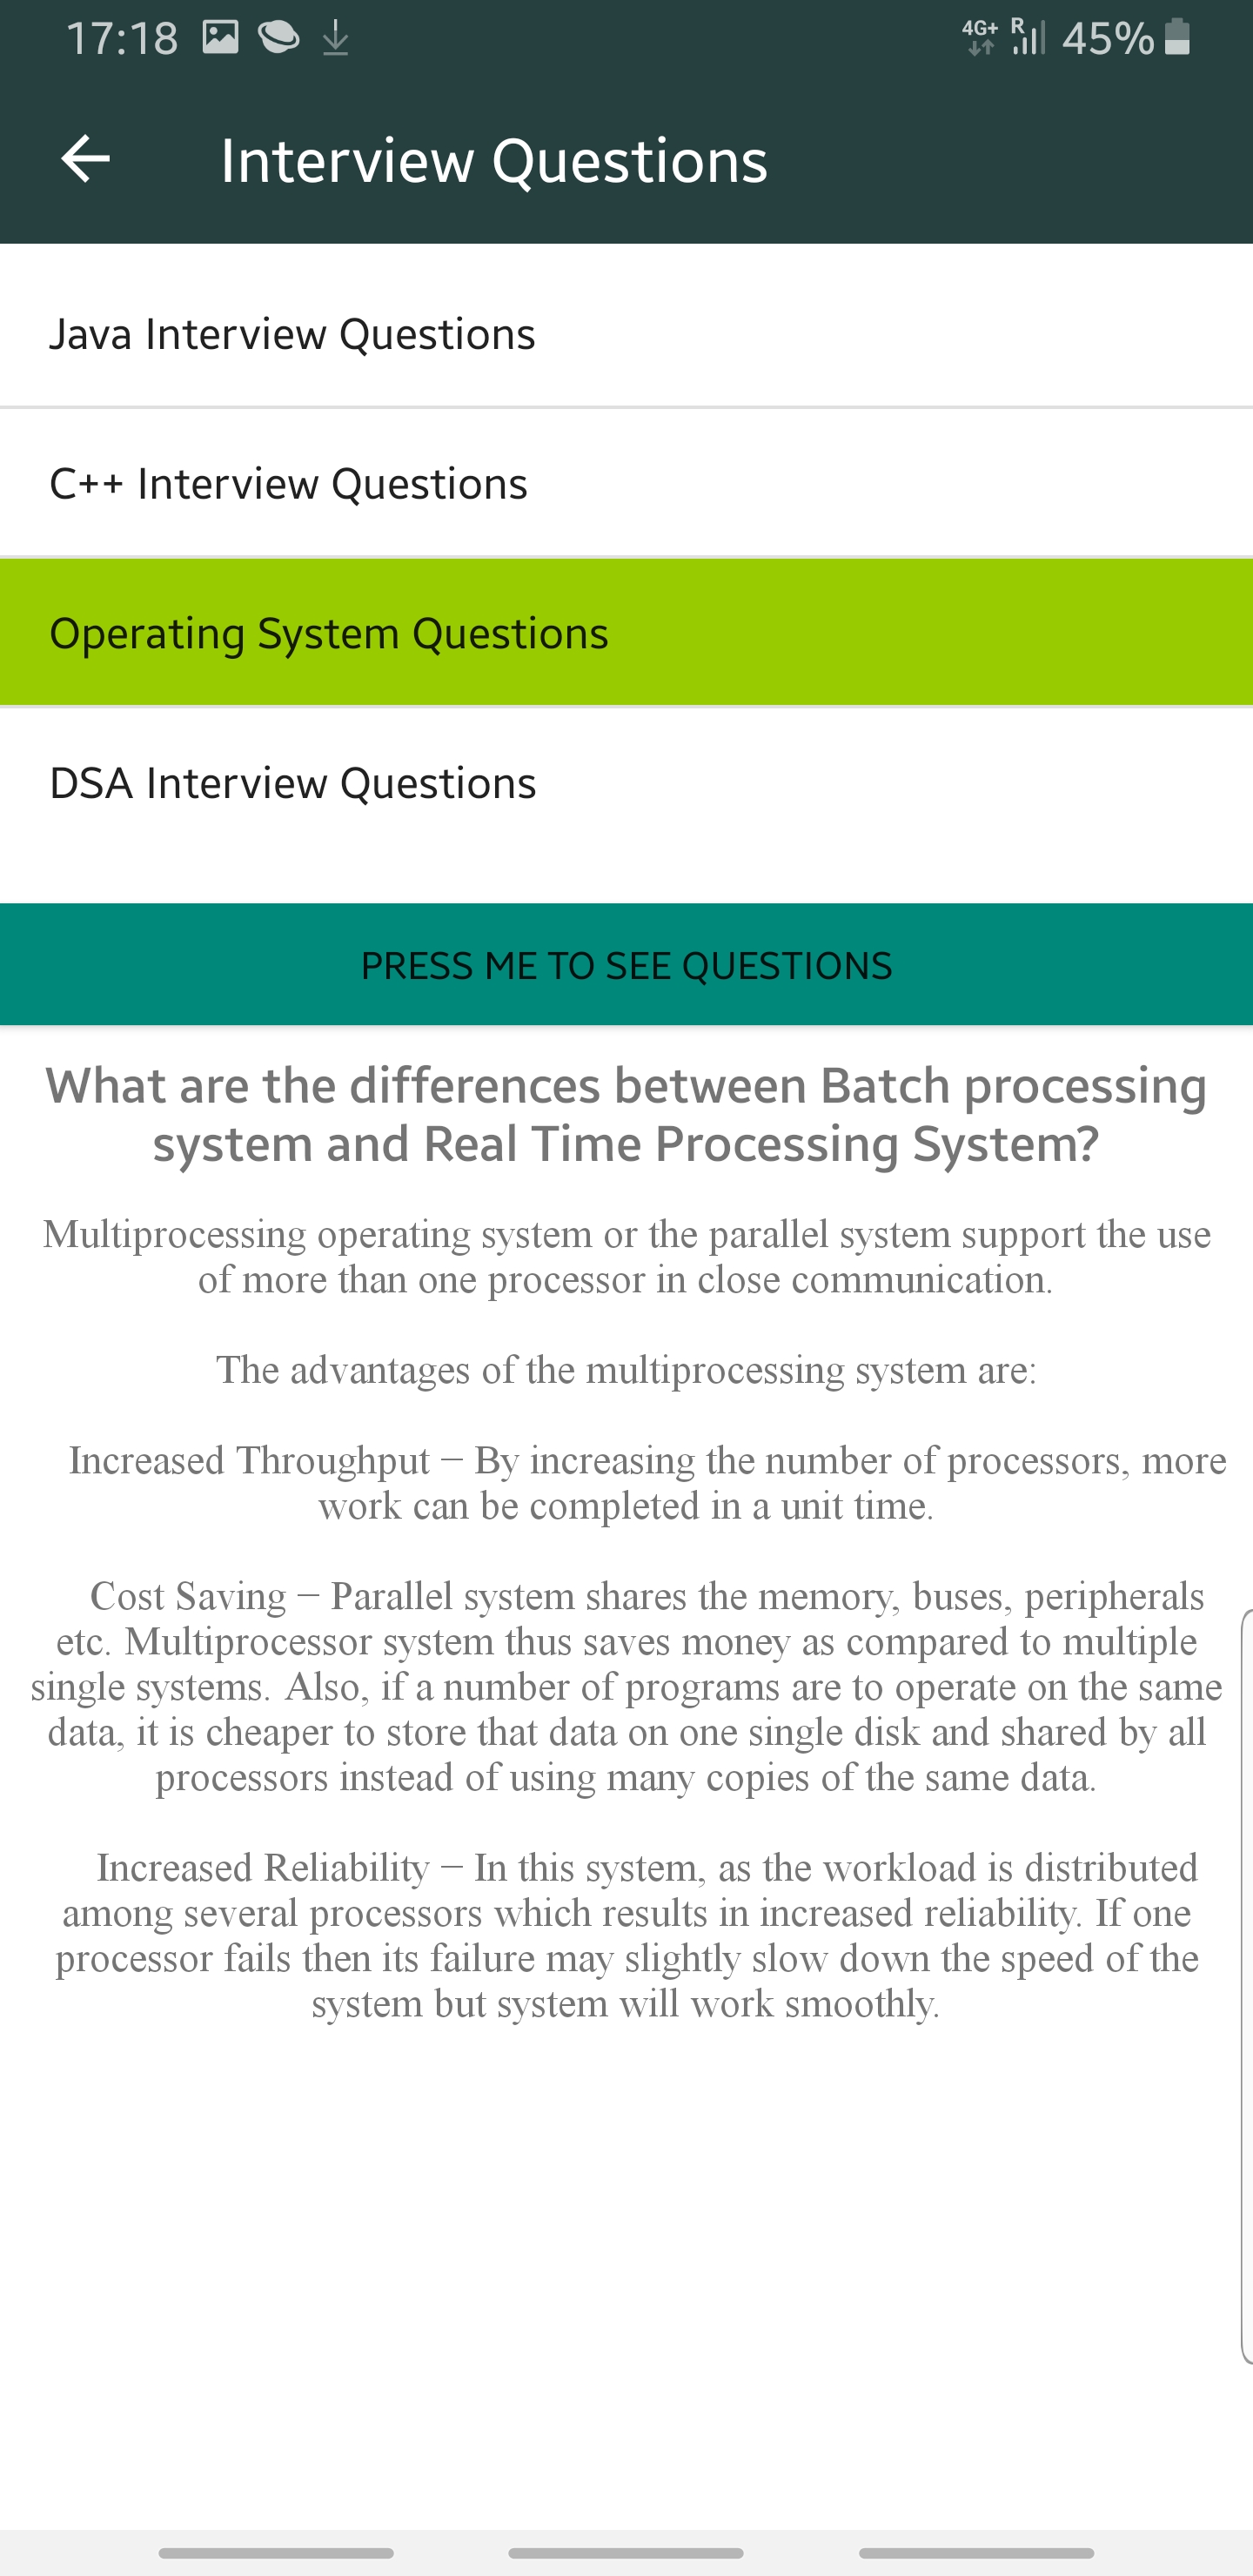 17:18 4G+ R 45%
Interview Questions
Java Interview Questions
C++ Interview Questions
Operating System Questions
DSA Interview Questions
PRESS ME TO SEE QUESTIONS
What are the differences between Batch processing
system and Real Time Processing System?
Multiprocessing operating system or the parallel system support the use
of more than one processor in close communication.
The advantages of the multiprocessing system are:
Increased Throughput − By increasing the number of processors, more
work can be completed in a unit time.
Cost Saving − Parallel system shares the memory, buses, peripherals
etc. Multiprocessor system thus saves money as compared to multiple
single systems. Also, if a number of programs are to operate on the same
data, it is cheaper to store that data on one single disk and shared by all
processors instead of using many copies of the same data.
Increased Reliability − In this system, as the workload is distributed
among several processors which results in increased reliability. If one
processor fails then its failure may slightly slow down the speed of the
system but system will work smoothly.